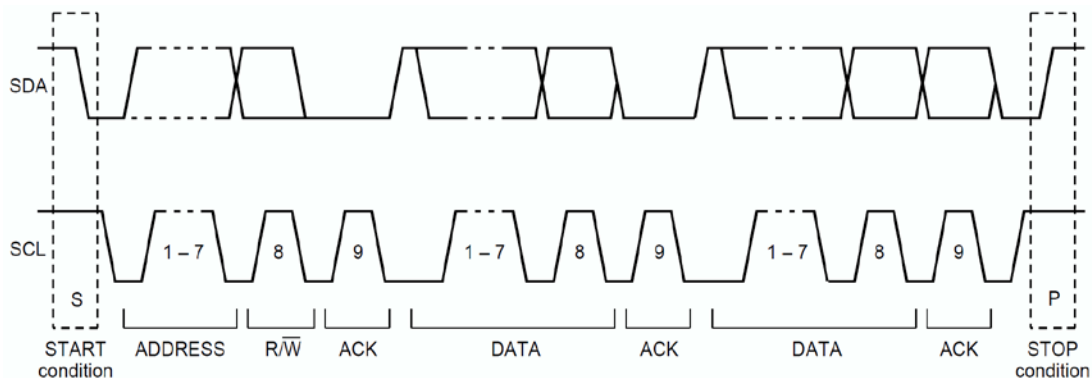 SDA
SCL
1 – 7 8 9 1 – 7 8 9 1 – 7 8 9
S P
START condition ADDRESS R/W̅ ACK DATA ACK DATA ACK STOP condition